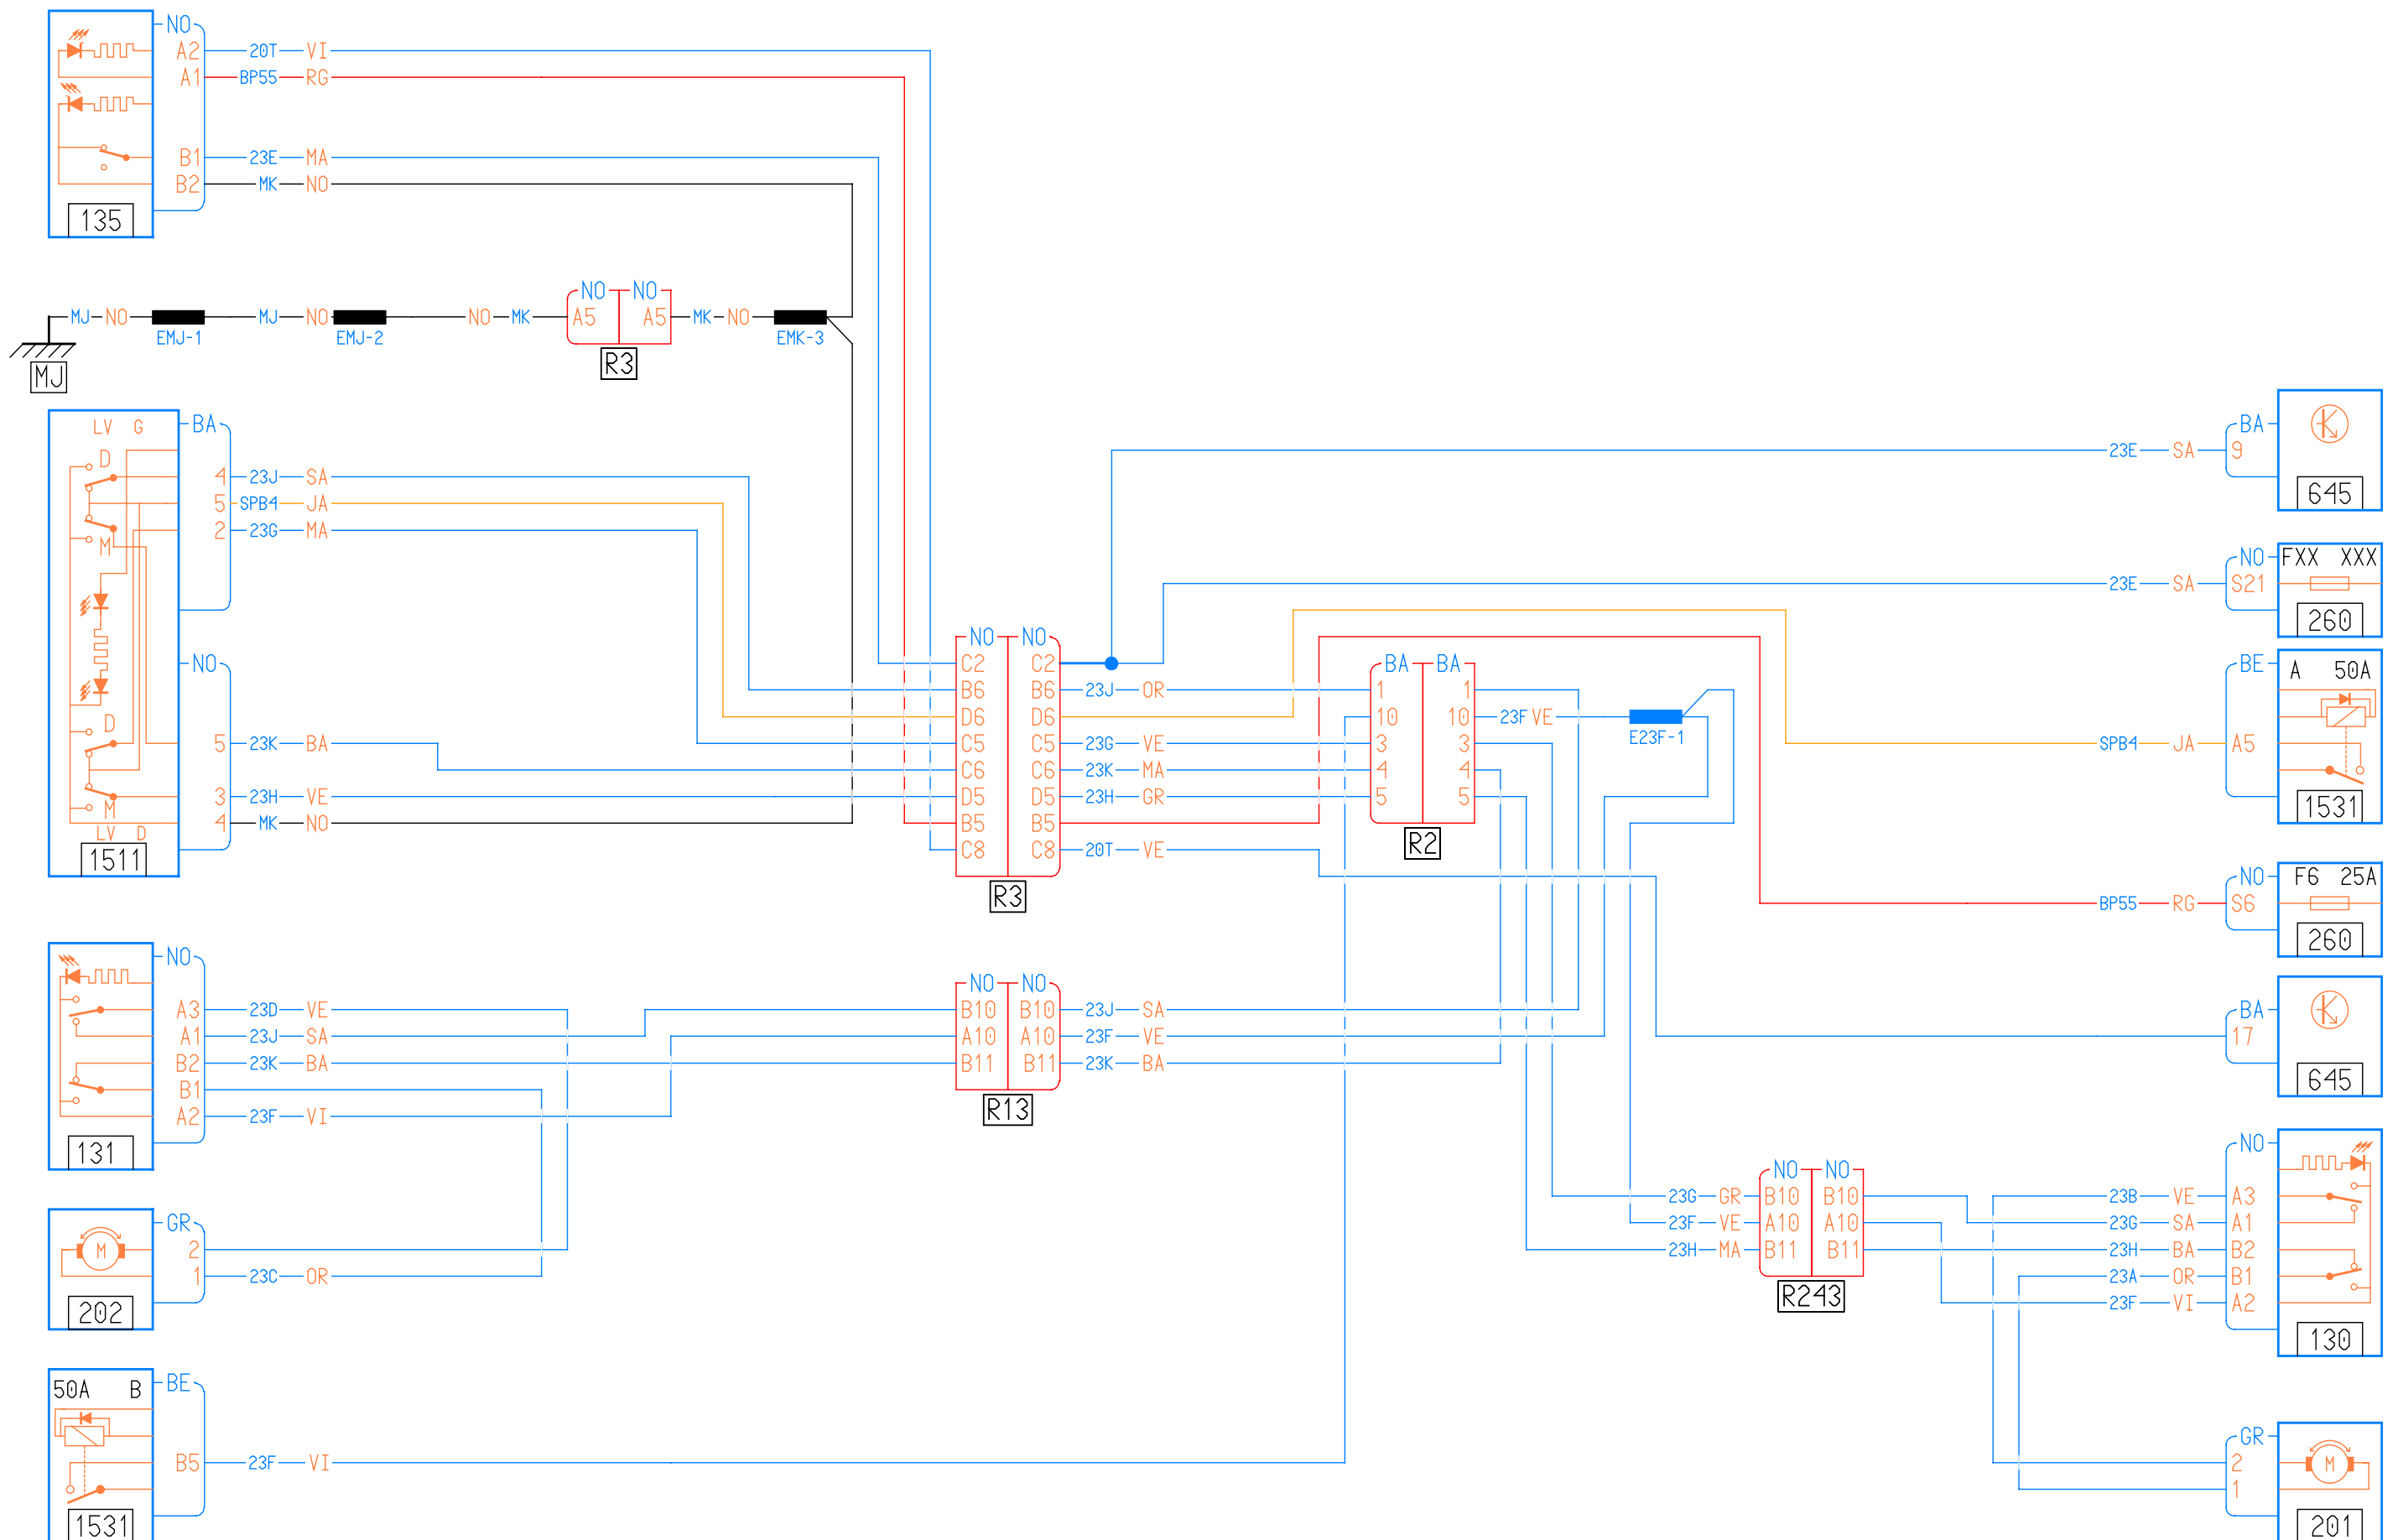 NO
A2 20T VI
A1 BP55 RG
B1 23E MA
B2 MK NO
135
MJ NO EMJ-1 MJ NO EMJ-2 NO MK
NO NO
A5 A5
R3
MK NO EMK-3
MJ
LV G
BA
D
4 23J SA
5 SPB4 JA
2 23G MA
M
NO
D
5 23K BA
3 23H VE
M
4 MK NO
LV D
1511
NO NO
C2 C2
B6 B6 23J OR
D6 D6
C5 C5 23G VE
C6 C6 23K MA
D5 D5 23H GR
B5 B5
C8 C8 20T VE
R3
BA BA
1 1
10 10 23F VE
3 3
4 4
5 5
R2
E23F-1
BA
23E SA 9
645
NO FXX XXX
23E SA S21
260
BE A 50A
SPB4 JA A5
1531
NO F6 25A
BP55 RG S6
260
BA
17
645
NO
A3 23D VE
A1 23J SA
B2 23K BA
B1
A2 23F VI
131
NO NO
B10 B10 23J SA
A10 A10 23F VE
B11 B11 23K BA
R13
GR
M 2
1 23C OR
202
50A B BE
B5 23F VI
1531
NO NO
23G GR B10 B10
23F VE A10 A10
23H MA B11 B11
R243
NO
23B VE A3
23G SA A1
23H BA B2
23A OR B1
23F VI A2
130
GR
2 M
1
201